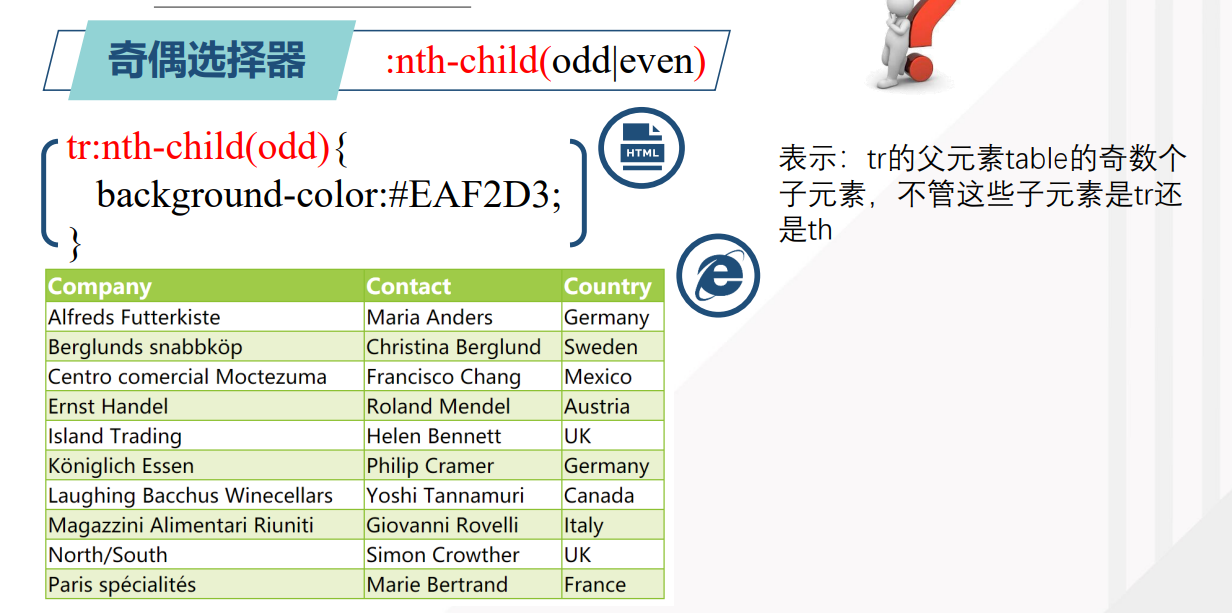 奇偶选择器
:nth-child(odd|even)
tr:nth-child(odd){
background-color:#EAF2D3;
}
HTML
表示：tr的父元素table的奇数个
子元素，不管这些子元素是tr还
是th
Company Contact Country
Alfreds Futterkiste Maria Anders Germany
Berglunds snabbköp Christina Berglund Sweden
Centro comercial Moctezuma Francisco Chang Mexico
Ernst Handel Roland Mendel Austria
Island Trading Helen Bennett UK
Königlich Essen Philip Cramer Germany
Laughing Bacchus Winecellars Yoshi Tannamuri Canada
Magazzini Alimentari Riuniti Giovanni Rovelli Italy
North/South Simon Crowther UK
Paris spécialités Marie Bertrand France